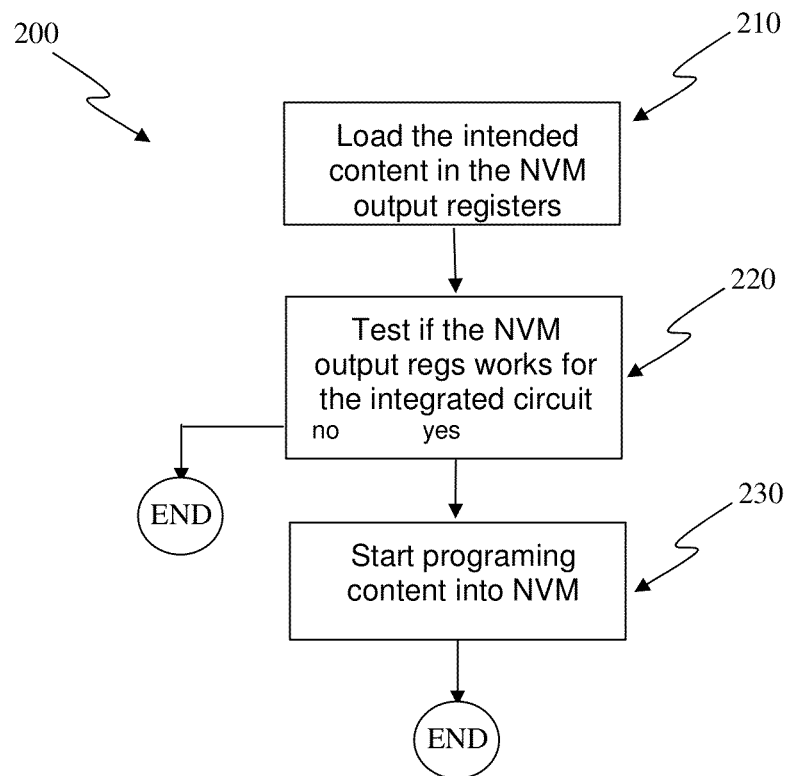 200
210
Load the intended
content in the NVM
output registers
220
Test if the NVM
output regs works for
the integrated circuit
no yes
END
230
Start programing
content into NVM
END